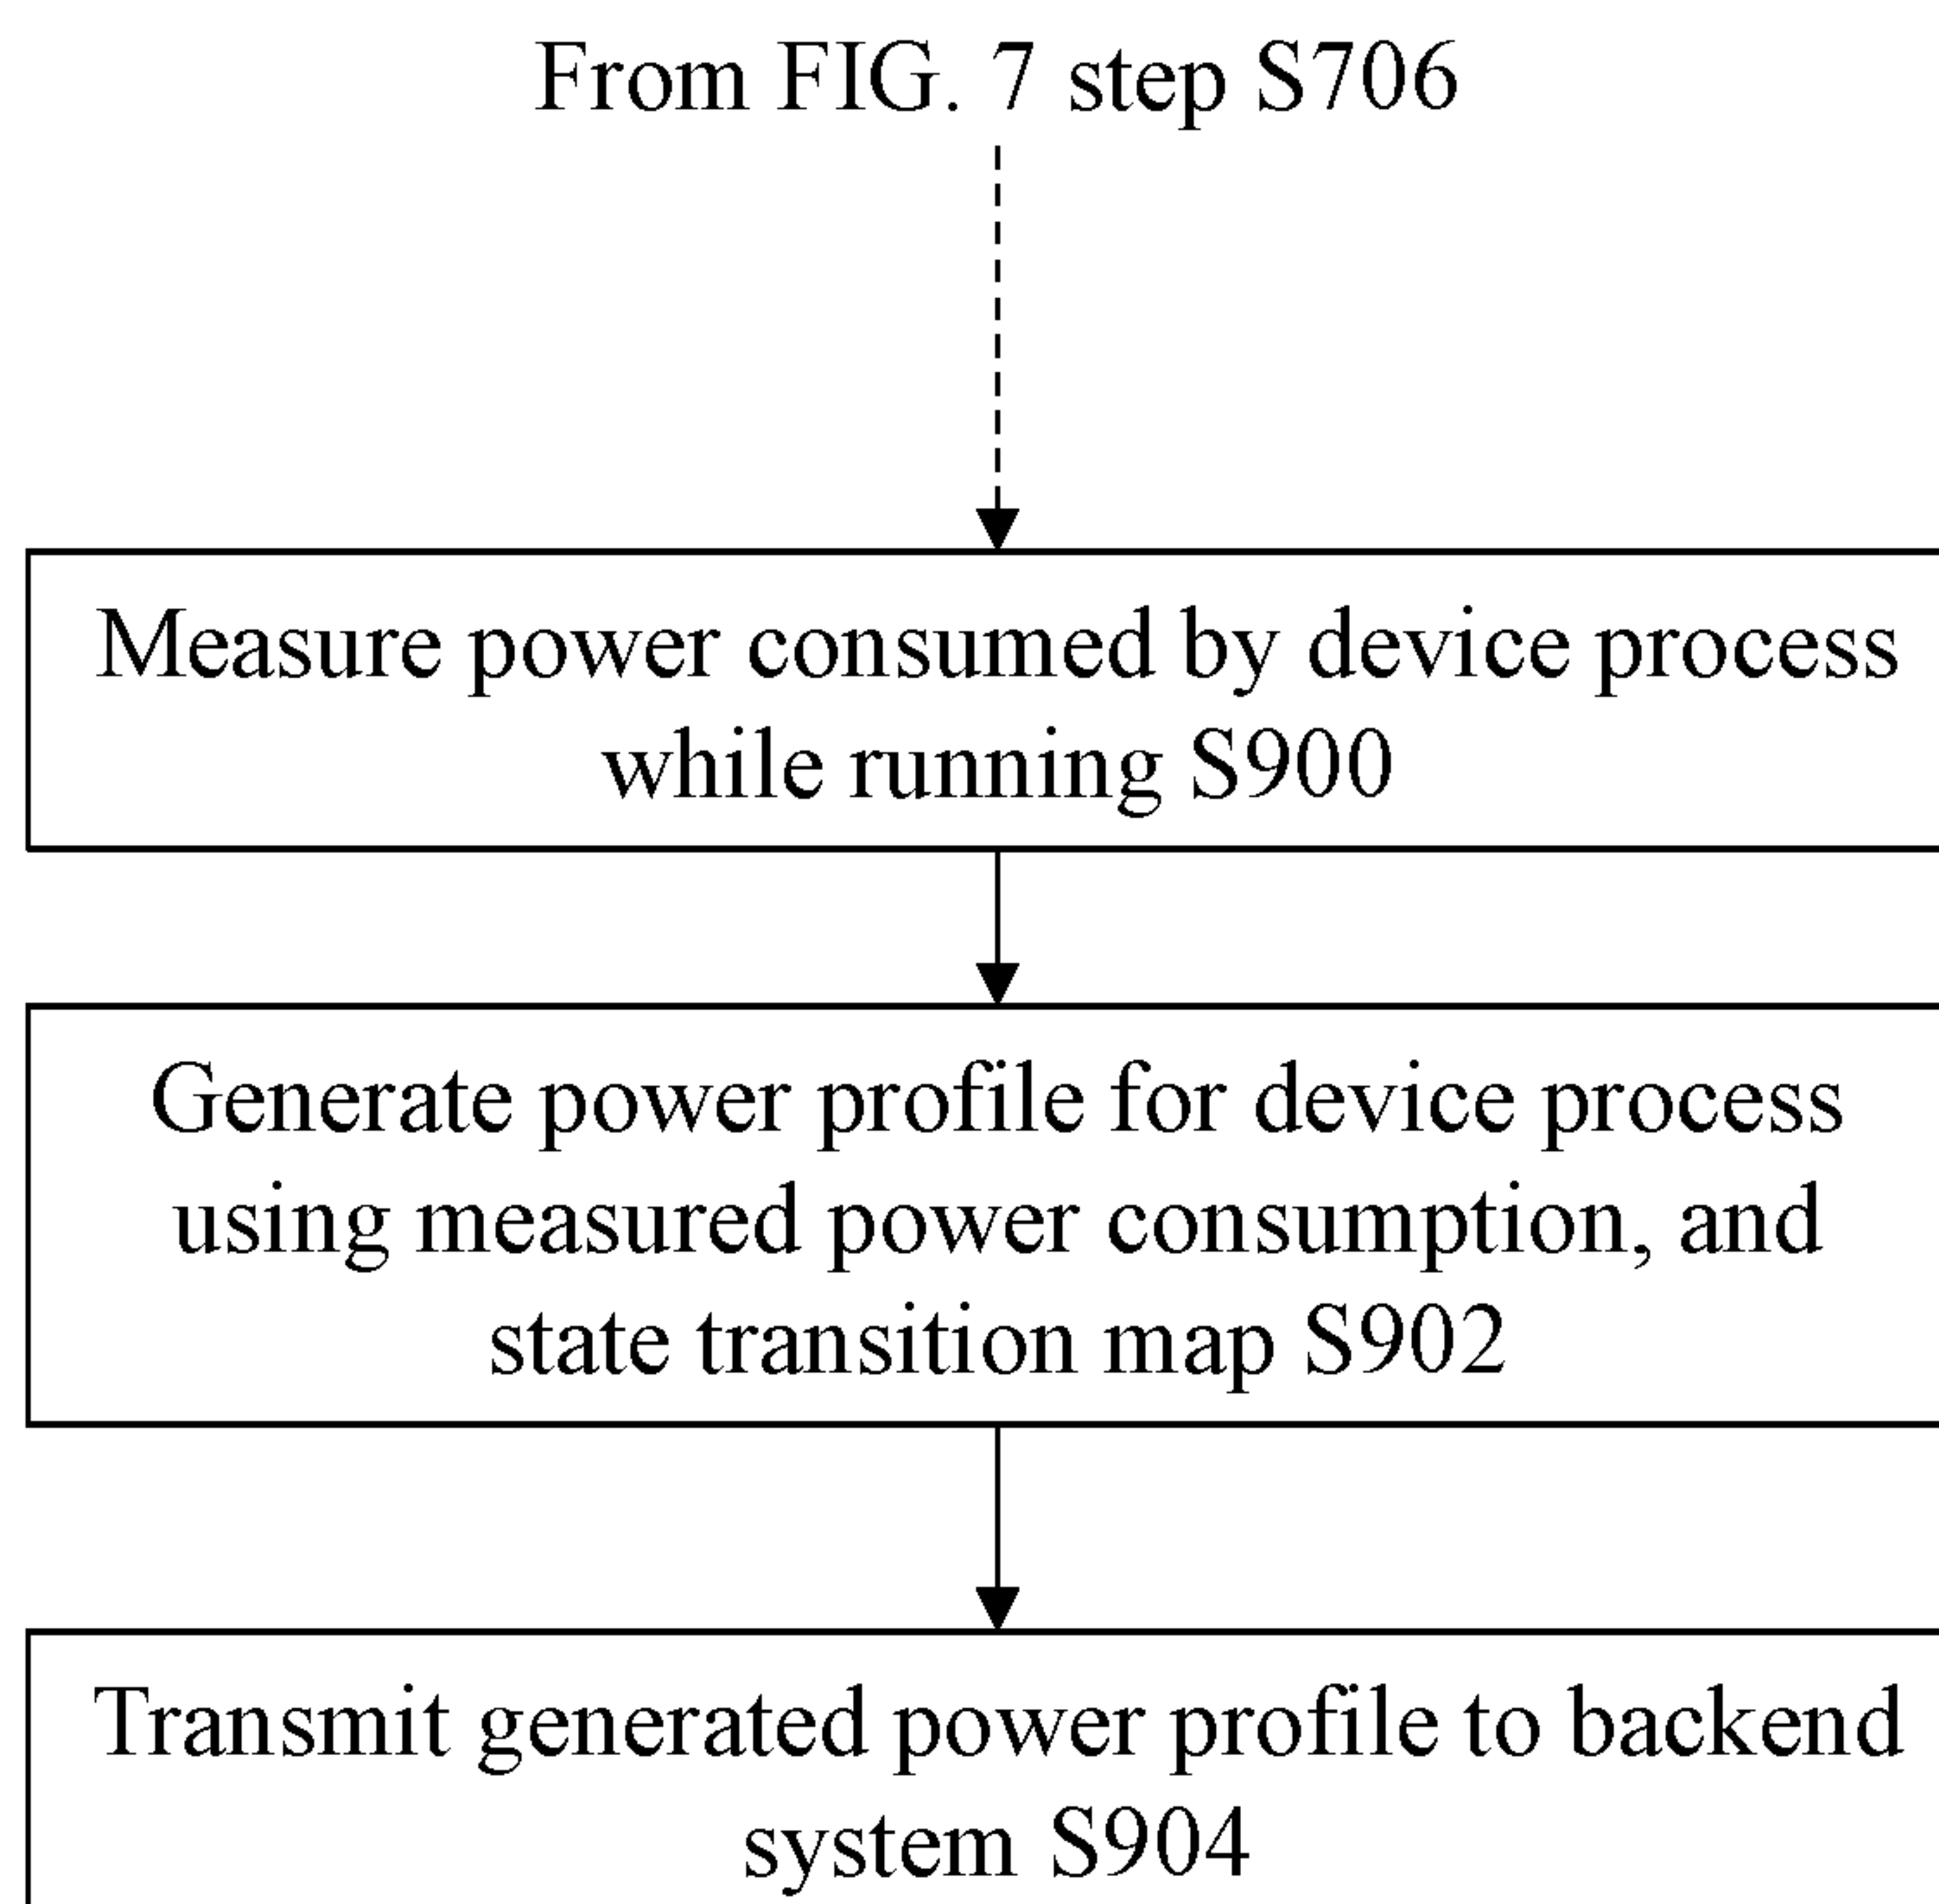 From FIG. 7 step S706
Measure power consumed by device process
while running S900
Generate power profile for device process
using measured power consumption, and
state transition map S902
Transmit generated power profile to backend
system S904